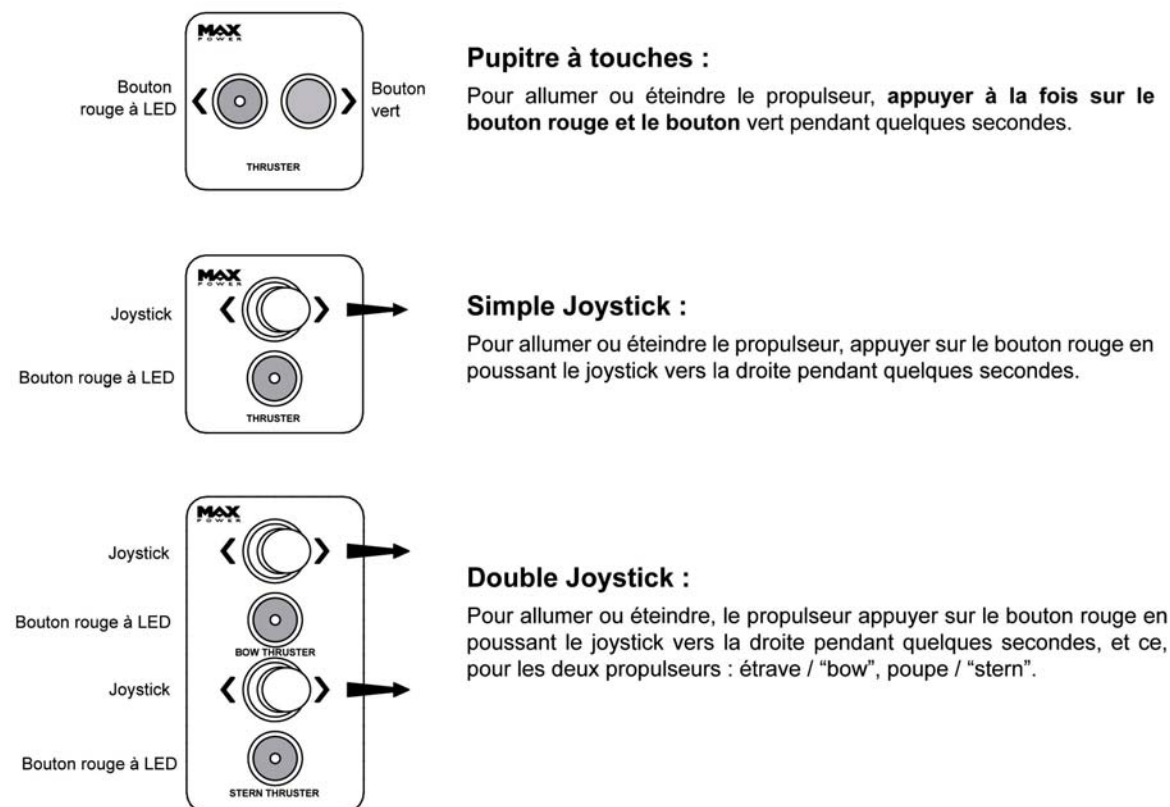 MAX
POWER
Bouton
rouge à LED
Bouton
vert
THRUSTER
Pupitre à touches :
Pour allumer ou éteindre le propulseur, appuyer à la fois sur le
bouton rouge et le bouton vert pendant quelques secondes.
MAX
POWER
Joystick
Bouton rouge à LED
THRUSTER
Simple Joystick :
Pour allumer ou éteindre le propulseur, appuyer sur le bouton rouge en
poussant le joystick vers la droite pendant quelques secondes.
MAX
POWER
Joystick
Bouton rouge à LED
BOW THRUSTER
Joystick
Bouton rouge à LED
STERN THRUSTER
Double Joystick :
Pour allumer ou éteindre, le propulseur appuyer sur le bouton rouge en
poussant le joystick vers la droite pendant quelques secondes, et ce,
pour les deux propulseurs : étrave / “bow”, poupe / “stern”.